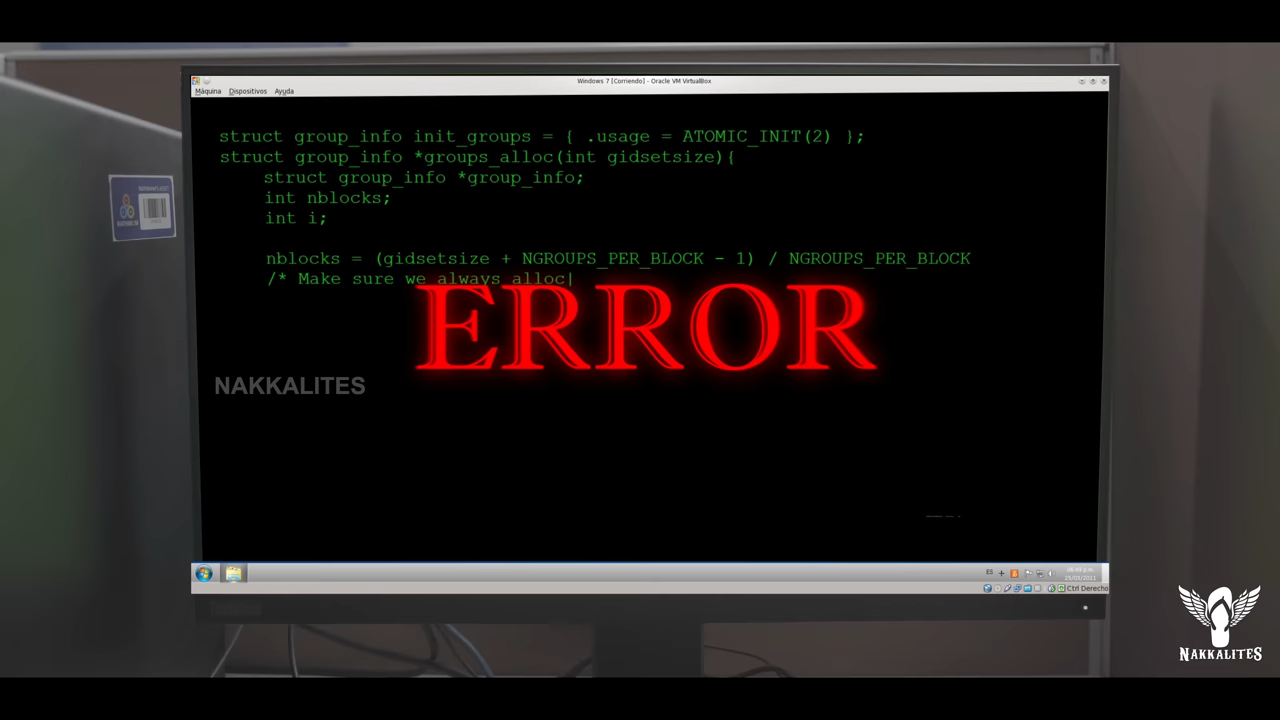 Windows 7 [Corriendo] - Oracle VM VirtualBox
Máquina Dispositivos Ayuda
struct group_info init_groups = { .usage = ATOMIC_INIT(2) };
struct group_info *groups_alloc(int gidsetsize){
struct group_info *group_info;
int nblocks;
int i;
nblocks = (gidsetsize + NGROUPS_PER_BLOCK - 1) / NGROUPS_PER_BLOCK
/* Make sure we always alloc|
ERROR
NAKKALITES
ES
Ctrl Derecho
NAKKALITES